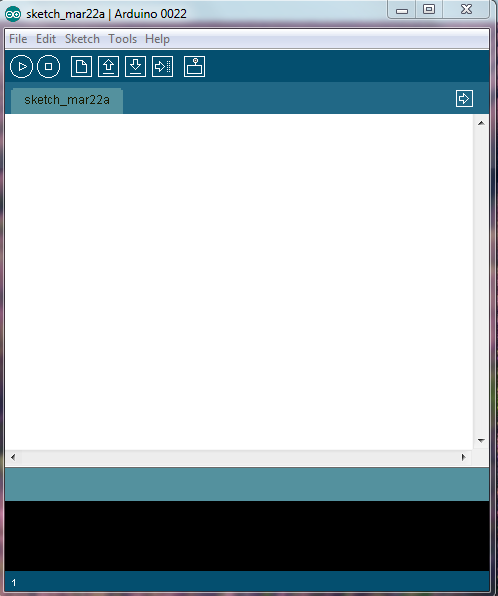 sketch_mar22a | Arduino 0022
File Edit Sketch Tools Help
sketch_mar22a
1